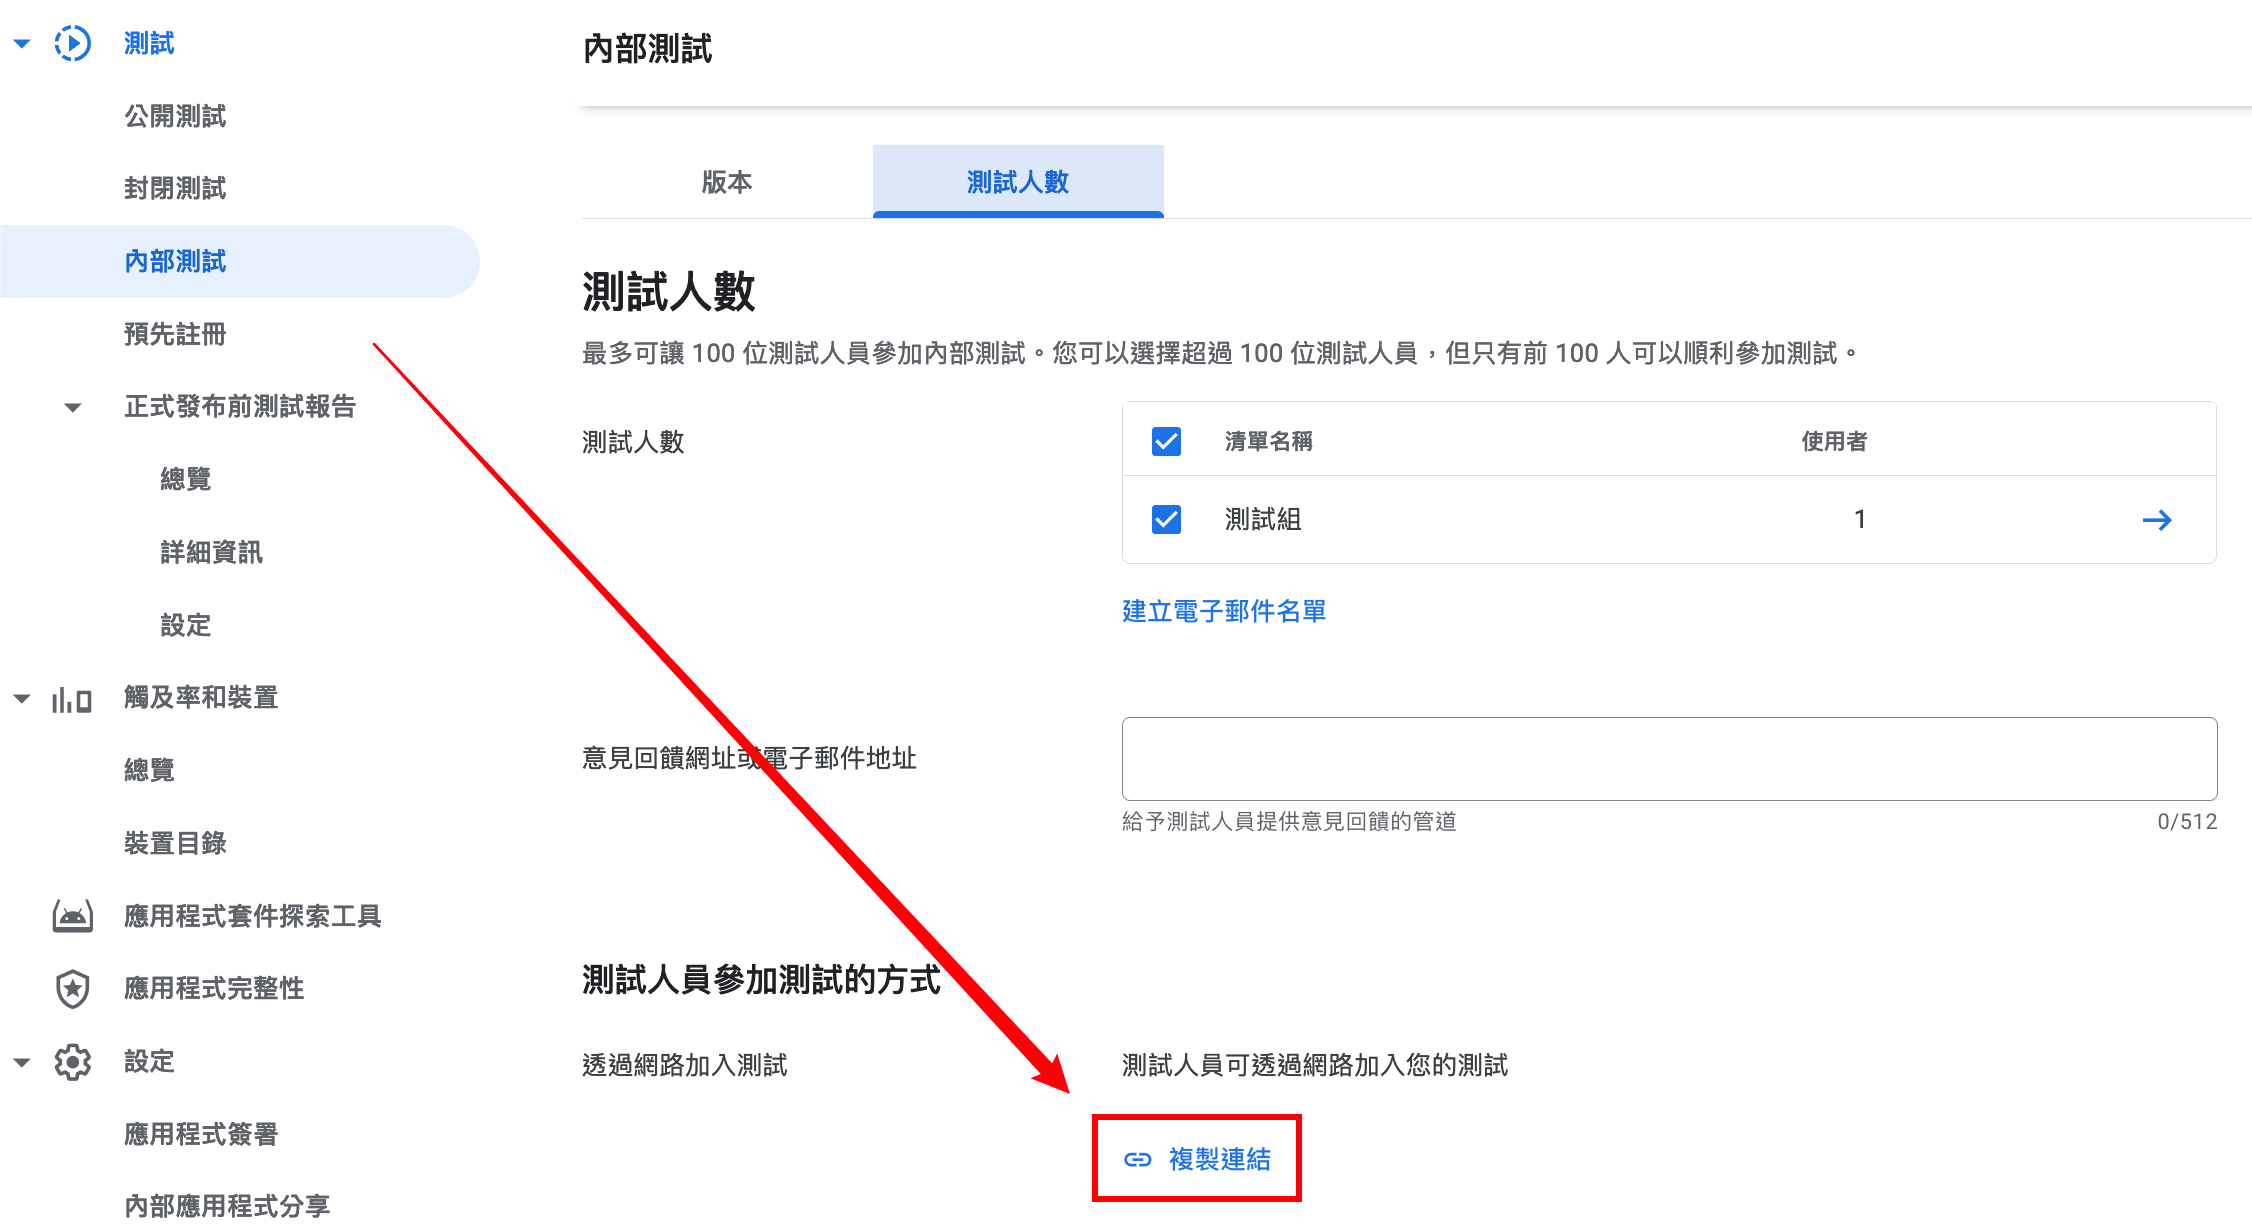 測試
公開測試
封閉測試
內部測試
預先註冊
正式發布前測試報告
總覽
詳細資訊
設定
觸及率和裝置
總覽
裝置目錄
應用程式套件探索工具
應用程式完整性
設定
應用程式簽署
內部應用程式分享
內部測試
版本
測試人數
測試人數
最多可讓 100 位測試人員參加內部測試。您可以選擇超過 100 位測試人員，但只有前 100 人可以順利參加測試。
測試人數
清單名稱
使用者
測試組
1
建立電子郵件名單
意見回饋網址或電子郵件地址
給予測試人員提供意見回饋的管道
0/512
測試人員參加測試的方式
透過網路加入測試
測試人員可透過網路加入您的測試
複製連結